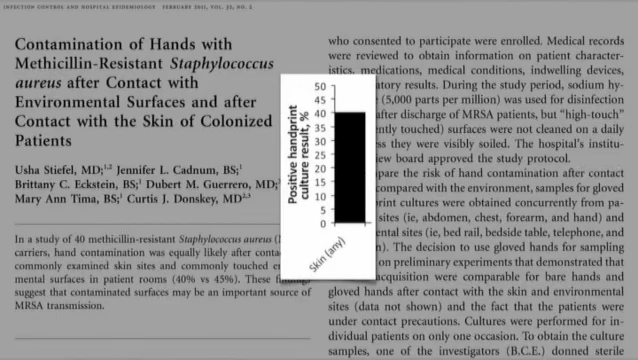 INFECTION CONTROL AND HOSPITAL EPIDEMIOLOGY FEBRUARY 2011, VOL. 32, NO. 2
Contamination of Hands with
Methicillin-Resistant Staphylococcus
aureus after Contact with
Environmental Surfaces and after
Contact with the Skin of Colonized
Patients
Usha Stiefel, MD;1,2 Jennifer L. Cadnum, BS;1
Brittany C. Eckstein, BS;1 Dubert M. Guerrero, MD;
Mary Ann Tima, BS;1 Curtis J. Donskey, MD2,3
In a study of 40 methicillin-resistant Staphylococcus aureus (
carriers, hand contamination was equally likely after
commonly examined skin sites and commonly touched
mental surfaces in patient rooms (40% vs 45%). These
suggest that contaminated surfaces may be an important source of
MRSA transmission.
Positive handprint
culture result, %
50
45
40
35
30
25
20
15
10
5
0
Skin (any)
who consented to participate were enrolled. Medical records
were reviewed to obtain information on patient character-
istics, medications, medical conditions, indwelling devices,
results. During the study period, sodium hy-
(5,000 parts per million) was used for disinfection
after discharge of MRSA patients, but “high-touch”
touched) surfaces were not cleaned on a daily
they were visibly soiled. The hospital's institu-
board approved the study protocol.
the risk of hand contamination after contact
compared with the environment, samples for gloved
cultures were obtained concurrently from pa-
sites (ie, abdomen, chest, forearm, and hand) and
sites (ie, bed rail, bedside table, telephone, and
The decision to use gloved hands for sampling
on preliminary experiments that demonstrated that
acquisition were comparable for bare hands and
gloved hands after contact with the skin and environmental
sites (data not shown) and the fact that the patients were
under contact precautions. Cultures were performed for in-
dividual patients on only one occasion. To obtain the culture
samples, one of the investigators (B.C.E.) donned sterile